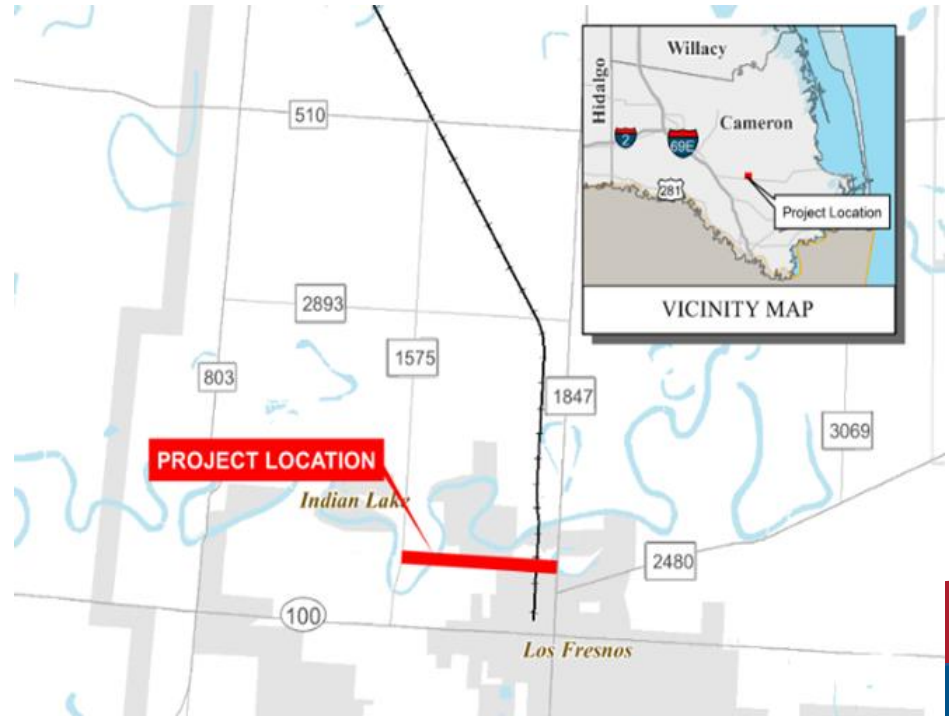 510
2893
1575
803
1847
3069
PROJECT LOCATION
Indian Lake
2480
100
Los Fresnos
Willacy
Hidalgo
Cameron
2
69E
281
Project Location
VICINITY MAP